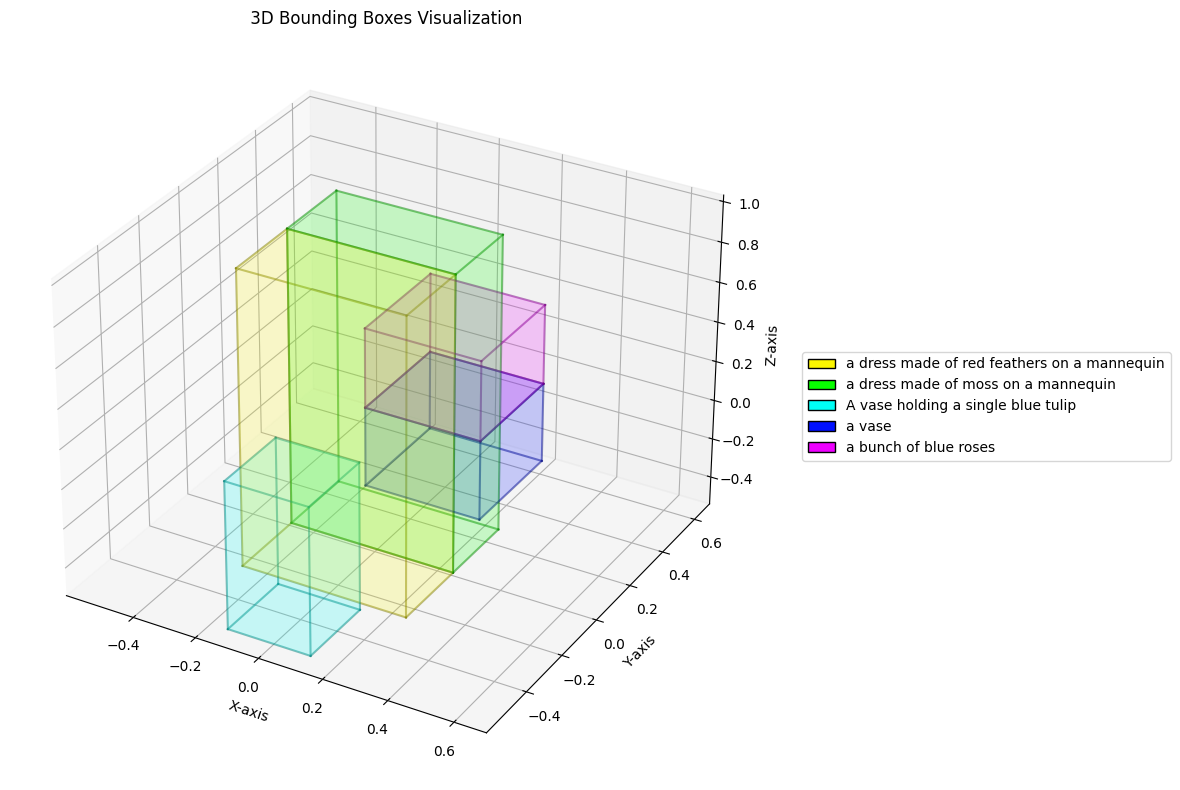 3D Bounding Boxes Visualization
1.0
0.8
0.6
0.4
0.2
0.0
−0.2
−0.4
Z-axis
0.6
0.4
0.2
0.0
−0.2
−0.4
Y-axis
−0.4
−0.2
0.0
0.2
0.4
0.6
X-axis
a dress made of red feathers on a mannequin
a dress made of moss on a mannequin
A vase holding a single blue tulip
a vase
a bunch of blue roses